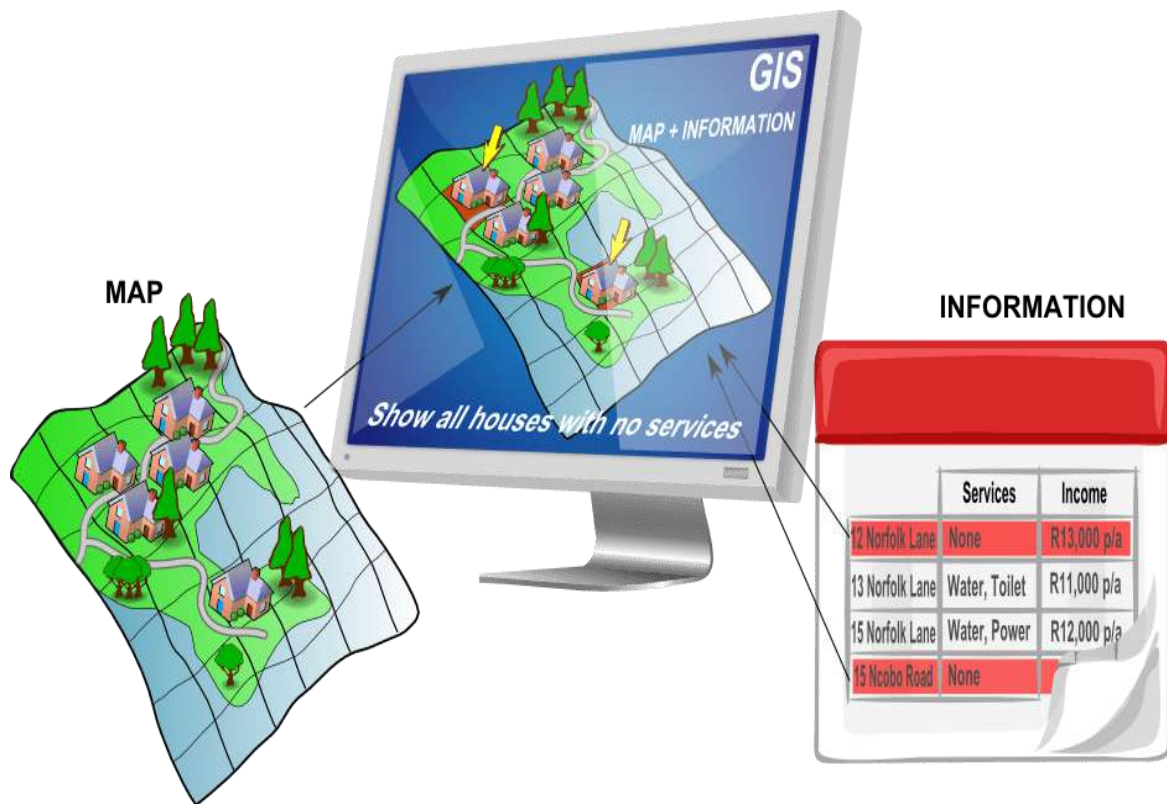 GIS
MAP + INFORMATION
Show all houses with no services
MAP
INFORMATION
Services Income
12 Norfolk Lane None R13,000 p/a
13 Norfolk Lane Water, Toilet R11,000 p/a
15 Norfolk Lane Water, Power R12,000 p/a
15 Ncobo Road None